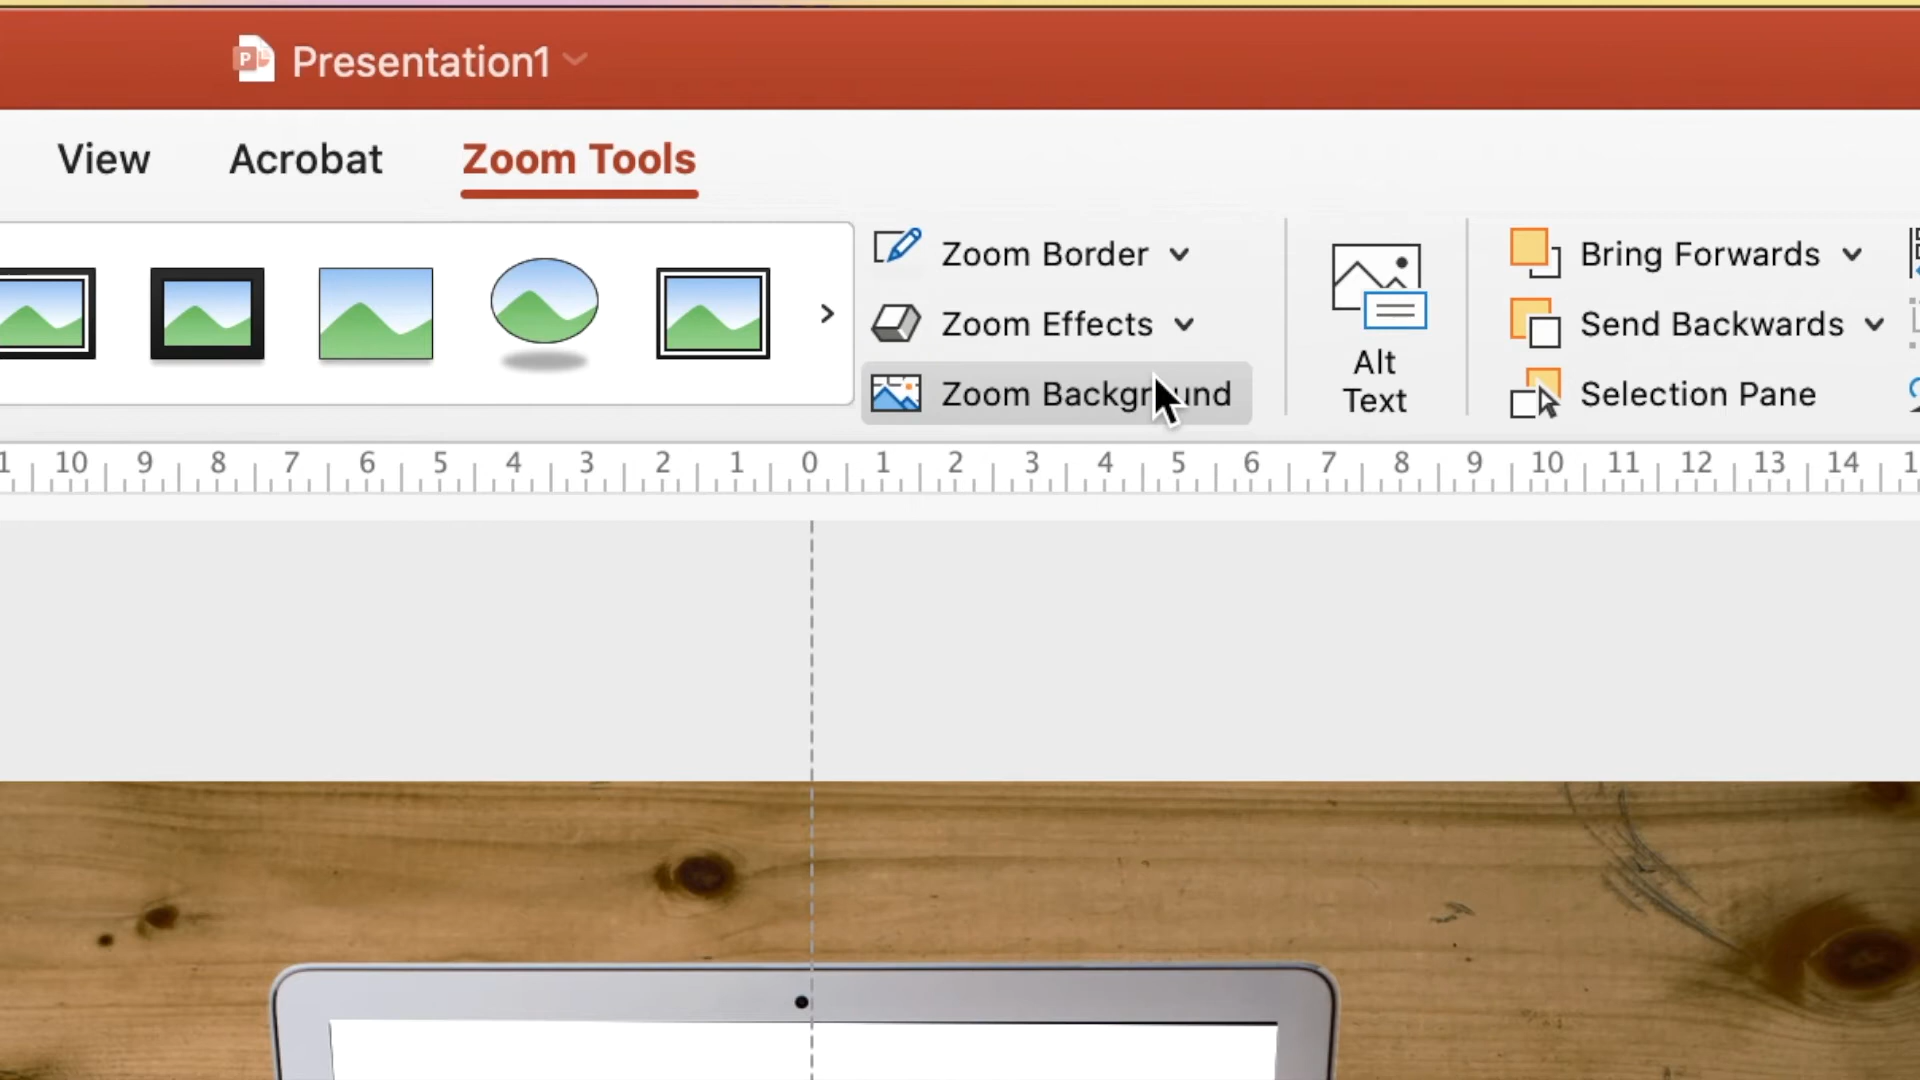 Presentation1
View Acrobat Zoom Tools
Zoom Border
Zoom Effects
Zoom Background
Alt
Text
Bring Forwards
Send Backwards
Selection Pane
1 10 9 8 7 6 5 4 3 2 1 0 1 2 3 4 5 6 7 8 9 10 11 12 13 14 1